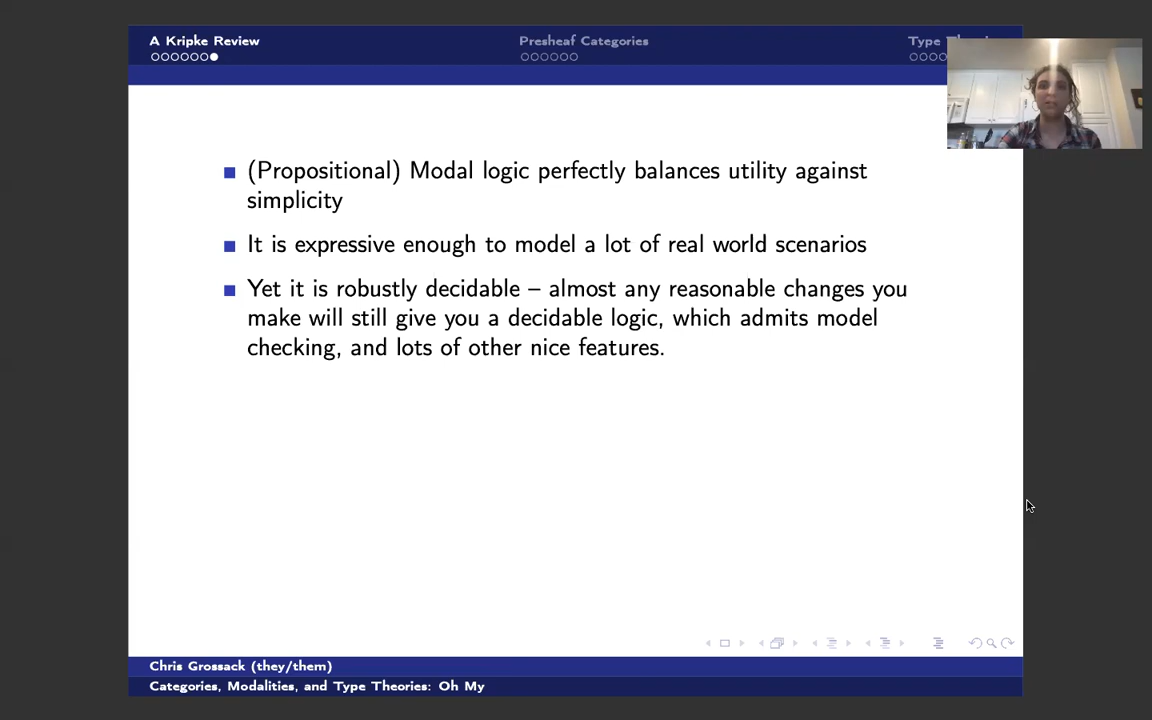 A Kripke Review
Presheaf Categories
Type
(Propositional) Modal logic perfectly balances utility against
simplicity
It is expressive enough to model a lot of real world scenarios
Yet it is robustly decidable – almost any reasonable changes you
make will still give you a decidable logic, which admits model
checking, and lots of other nice features.
Chris Grossack (they/them)
Categories, Modalities, and Type Theories: Oh My